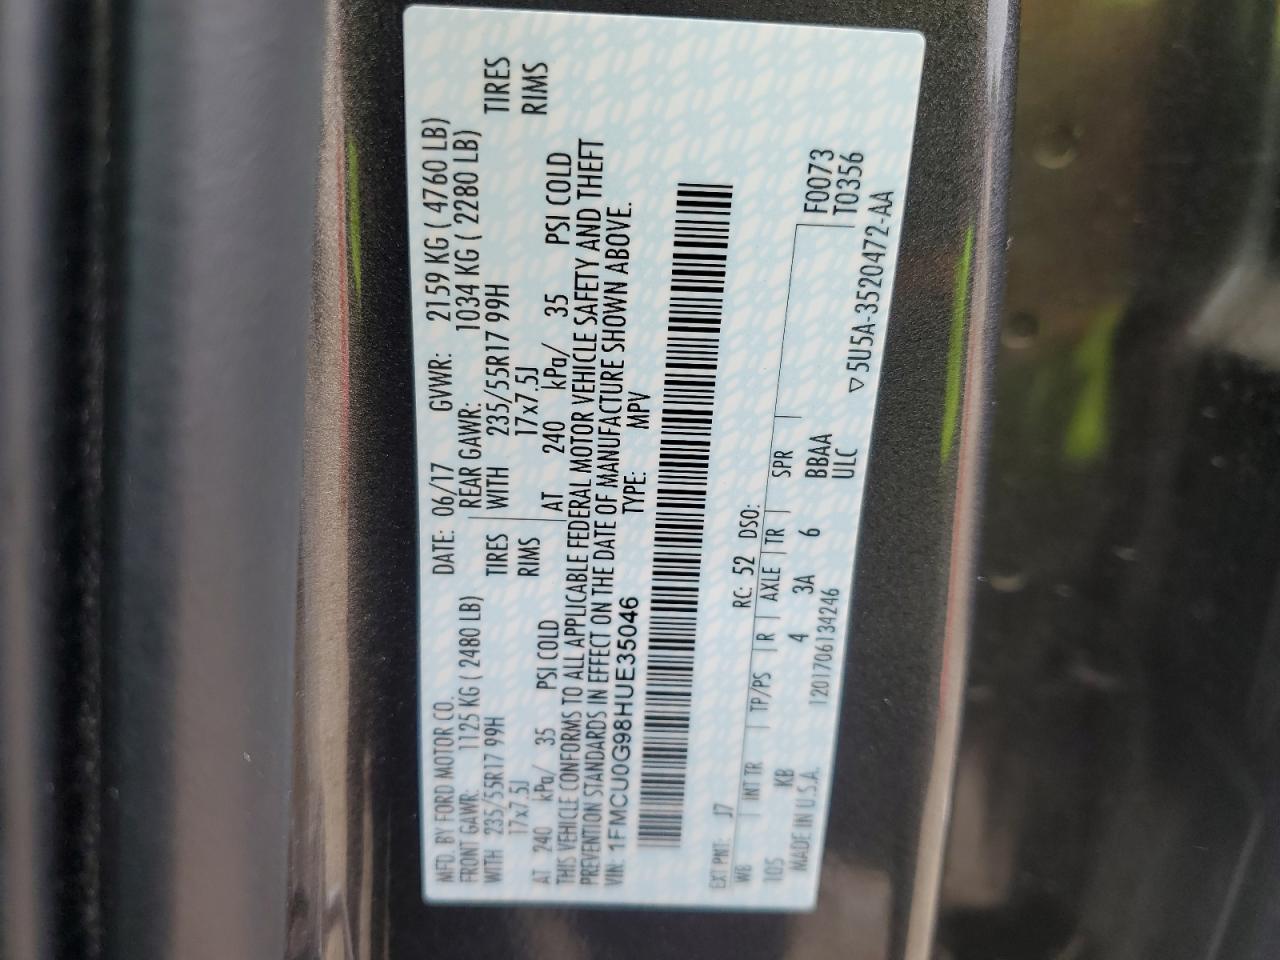 MFD. BY FORD MOTOR CO.
DATE: 06/17 GVWR: 2159 KG ( 4760 LB)
FRONT GAWR: 1125 KG ( 2480 LB) REAR GAWR: 1034 KG ( 2280 LB)
WITH 235/55R17 99H TIRES WITH 235/55R17 99H TIRES
17x7.5J RIMS 17x7.5J RIMS
AT 240 kPa/ 35 PSI COLD AT 240 kPa/ 35 PSI COLD
THIS VEHICLE CONFORMS TO ALL APPLICABLE FEDERAL MOTOR VEHICLE SAFETY AND THEFT
PREVENTION STANDARDS IN EFFECT ON THE DATE OF MANUFACTURE SHOWN ABOVE.
VIN: 1FMCU0G98HUE35046 TYPE: MPV
EXT PNT: J7 RC: 52 DSO:
WB INT TR TP/PS R AXLE TR SPR
105 KB 4 3A 6 BBAA F0073
ULC T0356
MADE IN U.S.A. 1201706134246 ▽5U5A-3520472-AA